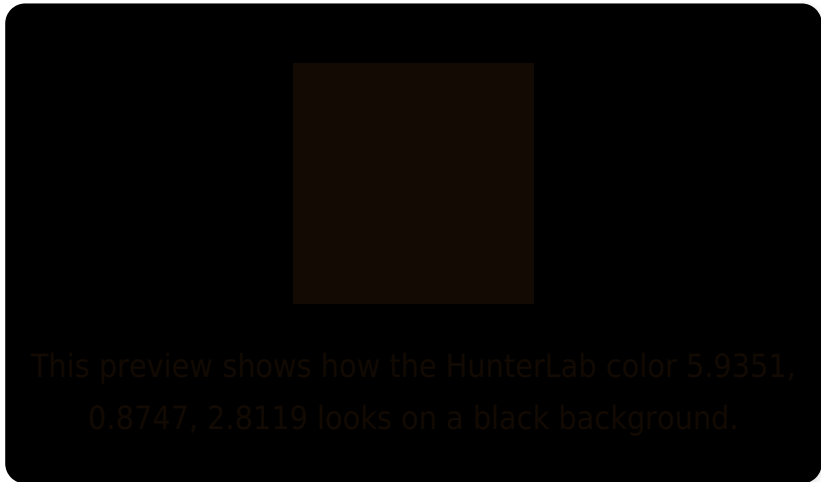 This preview shows how the HunterLab color 5.9351,
0.8747, 2.8119 looks on a black background.